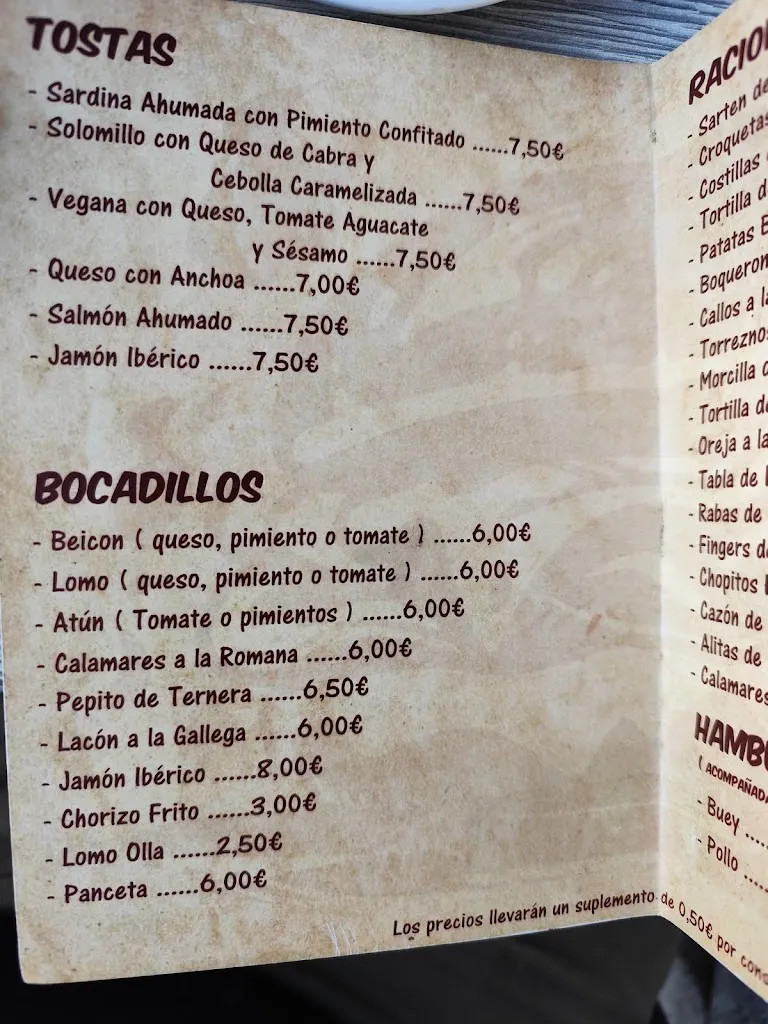 TOSTAS
- Sardina Ahumada con Pimiento Confitado ......7,50€
- Solomillo con Queso de Cabra y
Cebolla Caramelizada ......7,50€
- Vegana con Queso, Tomate Aguacate
y Sésamo ......7,50€
- Queso con Anchoa ......7,00€
- Salmón Ahumado ......7,50€
- Jamón Ibérico ......7,50€
BOCADILLOS
- Beicon ( queso, pimiento o tomate ) ......6,00€
- Lomo ( queso, pimiento o tomate ) ......6,00€
- Atún ( Tomate o pimientos ) ......6,00€
- Calamares a la Romana ......6,00€
- Pepito de Ternera ......6,50€
- Lacón a la Gallega ......6,00€
- Jamón Ibérico ......8,00€
- Chorizo Frito ......3,00€
- Lomo Olla ......2,50€
- Panceta ......6,00€
Los precios llevarán un suplemento de 0,50€ por
- Sarten de
- Croquetas
- Costillas
- Tortilla
- Patatas
- Boqueron
- Callos a
- Torrezno
- Morcilla
- Tortilla
- Oreja a la
- Tabla de
- Rabas de
- Fingers
- Chopitos
- Cazón de
- Alitas de
- Calamares
- Buey ....
- Pollo ....